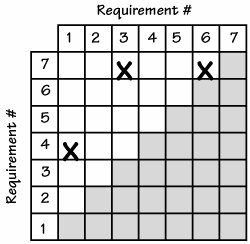 Requirement #
1 2 3 4 5 6 7
Requirement #
7 X X
6
5
4 X
3
2
1